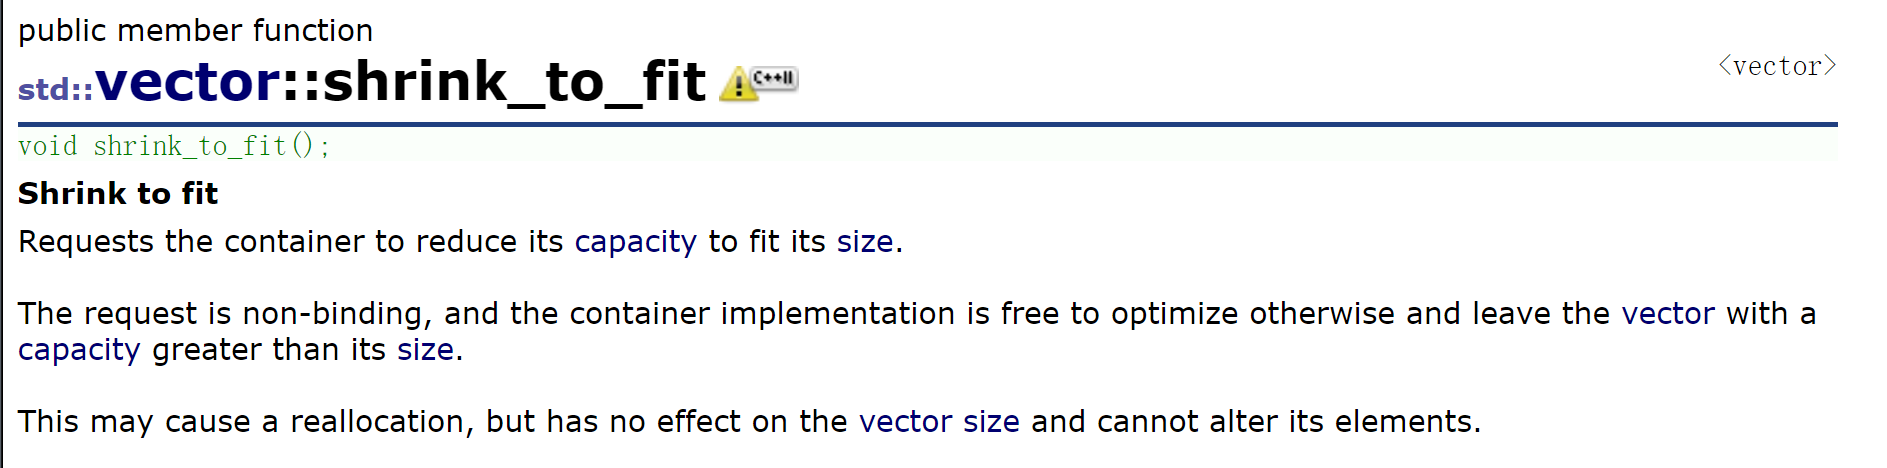 public member function
std::vector::shrink_to_fit C++11
<vector>
void shrink_to_fit();
Shrink to fit
Requests the container to reduce its capacity to fit its size.
The request is non-binding, and the container implementation is free to optimize otherwise and leave the vector with a
capacity greater than its size.
This may cause a reallocation, but has no effect on the vector size and cannot alter its elements.